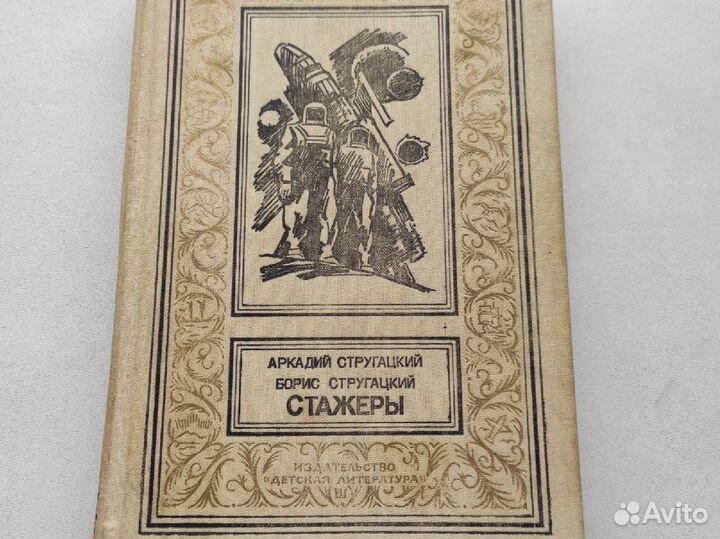 АРКАДИЙ СТРУГАЦКИЙ
БОРИС СТРУГАЦКИЙ
СТАЖЕРЫ
ИЗДАТЕЛЬСТВО
"ДЕТСКАЯ ЛИТЕРАТУРА"
Avito